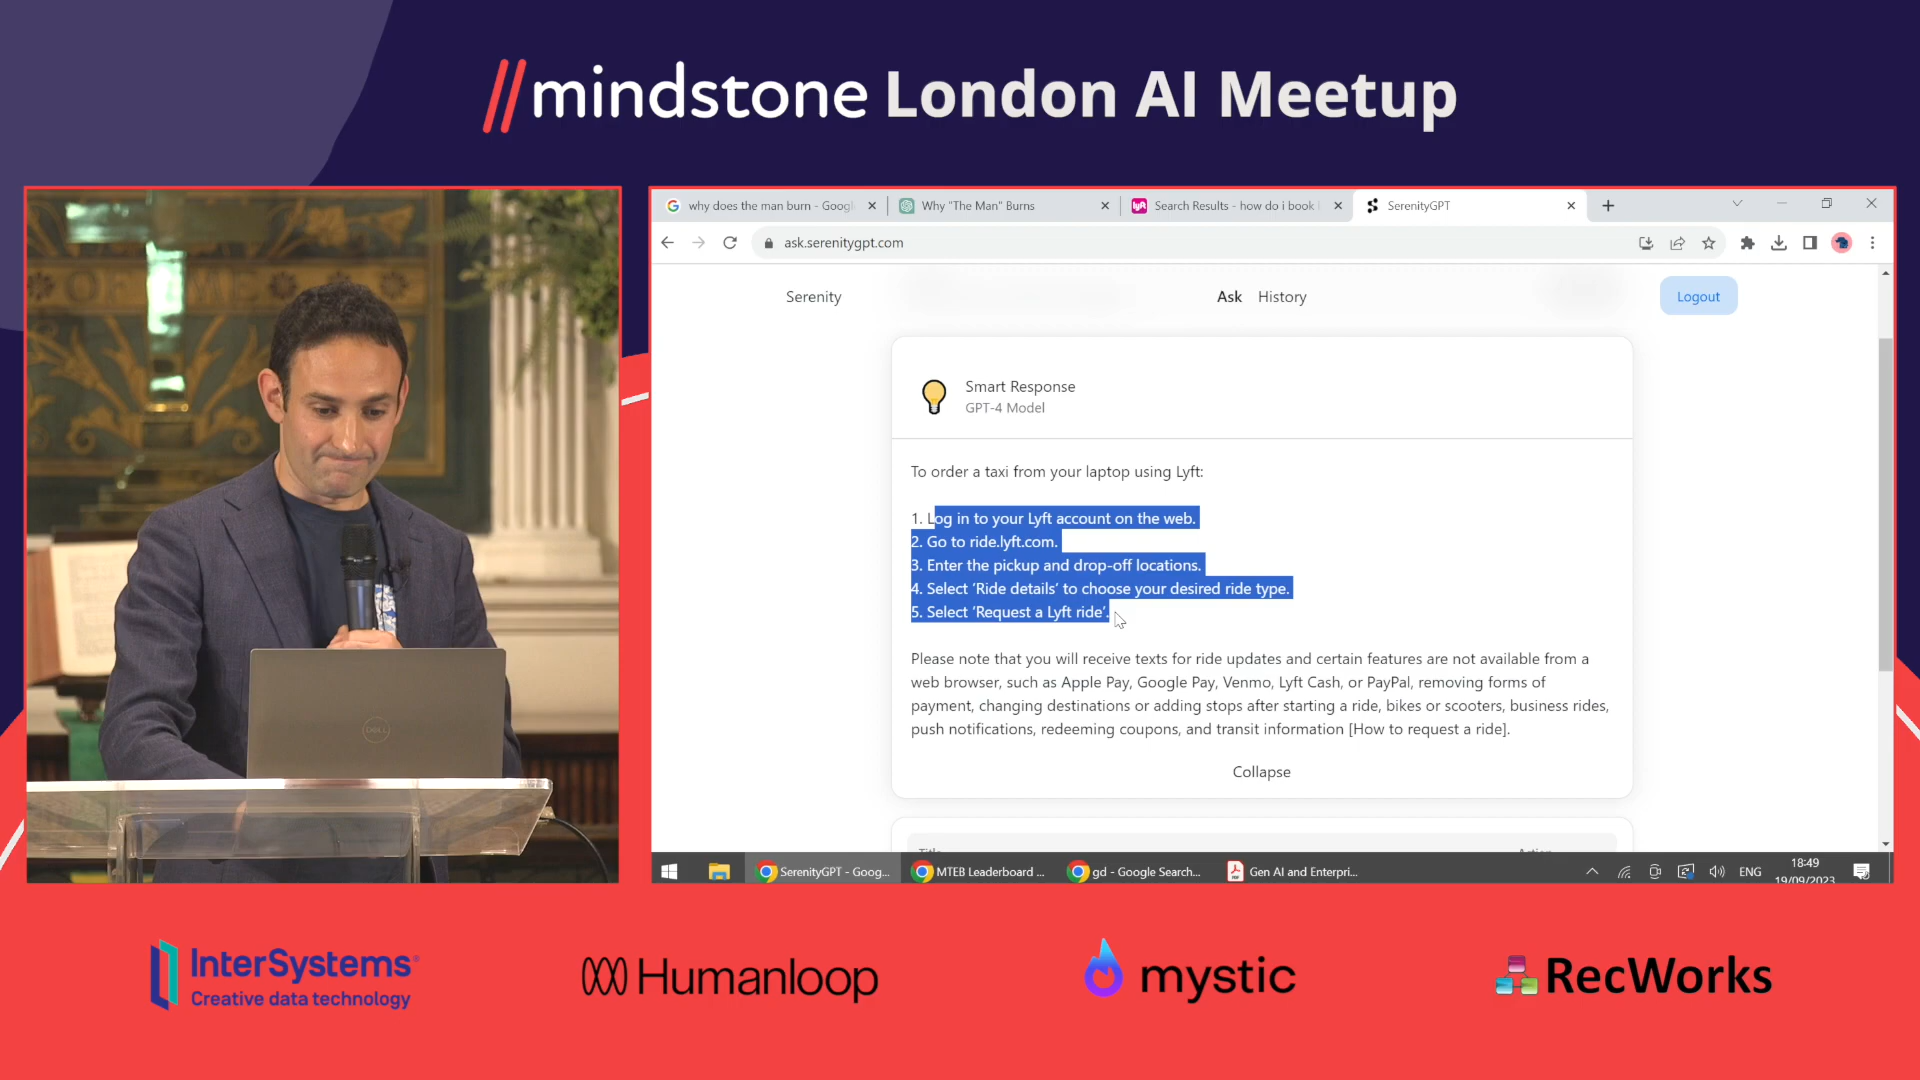 //mindstone London AI Meetup
why does the man burn - Googl
Why "The Man" Burns
Search Results - how do i book
SerenityGPT
ask.serenitygpt.com
Serenity
Ask
History
Logout
Smart Response
GPT-4 Model
To order a taxi from your laptop using Lyft:
1. Log in to your Lyft account on the web.
2. Go to ride.lyft.com.
3. Enter the pickup and drop-off locations.
4. Select ‘Ride details’ to choose your desired ride type.
5. Select ‘Request a Lyft ride’.
Please note that you will receive texts for ride updates and certain features are not available from a
web browser, such as Apple Pay, Google Pay, Venmo, Lyft Cash, or PayPal, removing forms of
payment, changing destinations or adding stops after starting a ride, bikes or scooters, business rides,
push notifications, redeeming coupons, and transit information [How to request a ride].
Collapse
Title
Action
SerenityGPT - Goog...
MTEB Leaderboard ...
gd - Google Search...
Gen AI and Enterpri...
ENG
18:49
19/09/2023
OF ME
DELL
InterSystems
Creative data technology
Humanloop
mystic
RecWorks